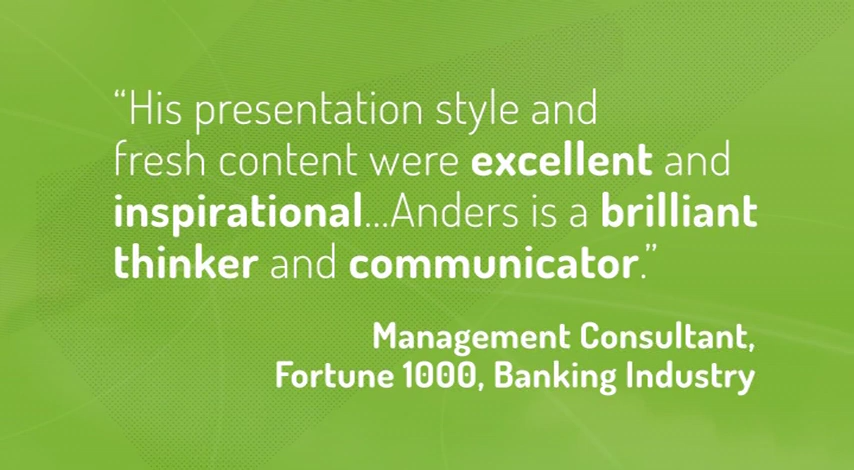 “His presentation style and
fresh content were excellent and
inspirational...Anders is a brilliant
thinker and communicator.”
Management Consultant,
Fortune 1000, Banking Industry